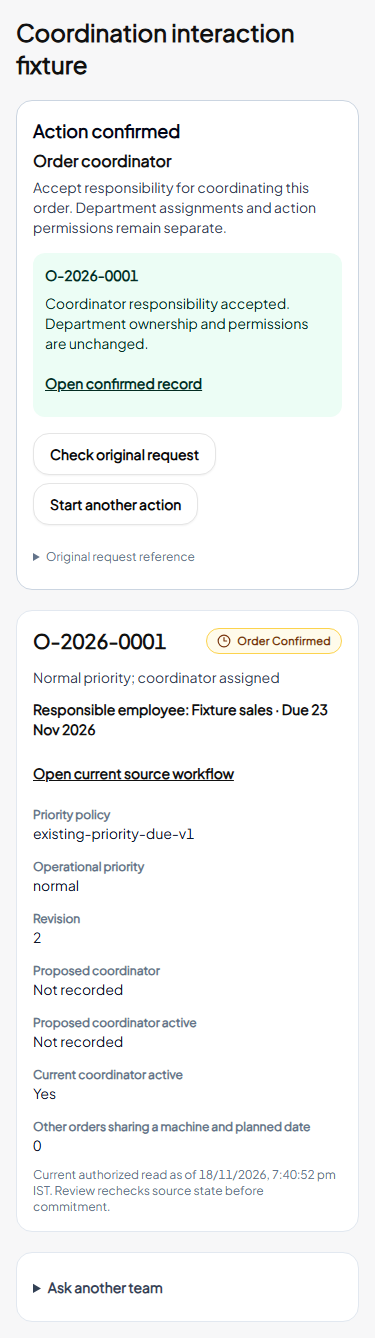 Coordination interaction
fixture
Action confirmed
Order coordinator
Accept responsibility for coordinating this
order. Department assignments and action
permissions remain separate.
O-2026-0001
Coordinator responsibility accepted.
Department ownership and permissions
are unchanged.
Open confirmed record
Check original request
Start another action
Original request reference
O-2026-0001
Order Confirmed
Normal priority; coordinator assigned
Responsible employee: Fixture sales · Due 23
Nov 2026
Open current source workflow
Priority policy
existing-priority-due-v1
Operational priority
normal
Revision
2
Proposed coordinator
Not recorded
Proposed coordinator active
Not recorded
Current coordinator active
Yes
Other orders sharing a machine and planned date
0
Current authorized read as of 18/11/2026, 7:40:52 pm
IST. Review rechecks source state before
commitment.
Ask another team